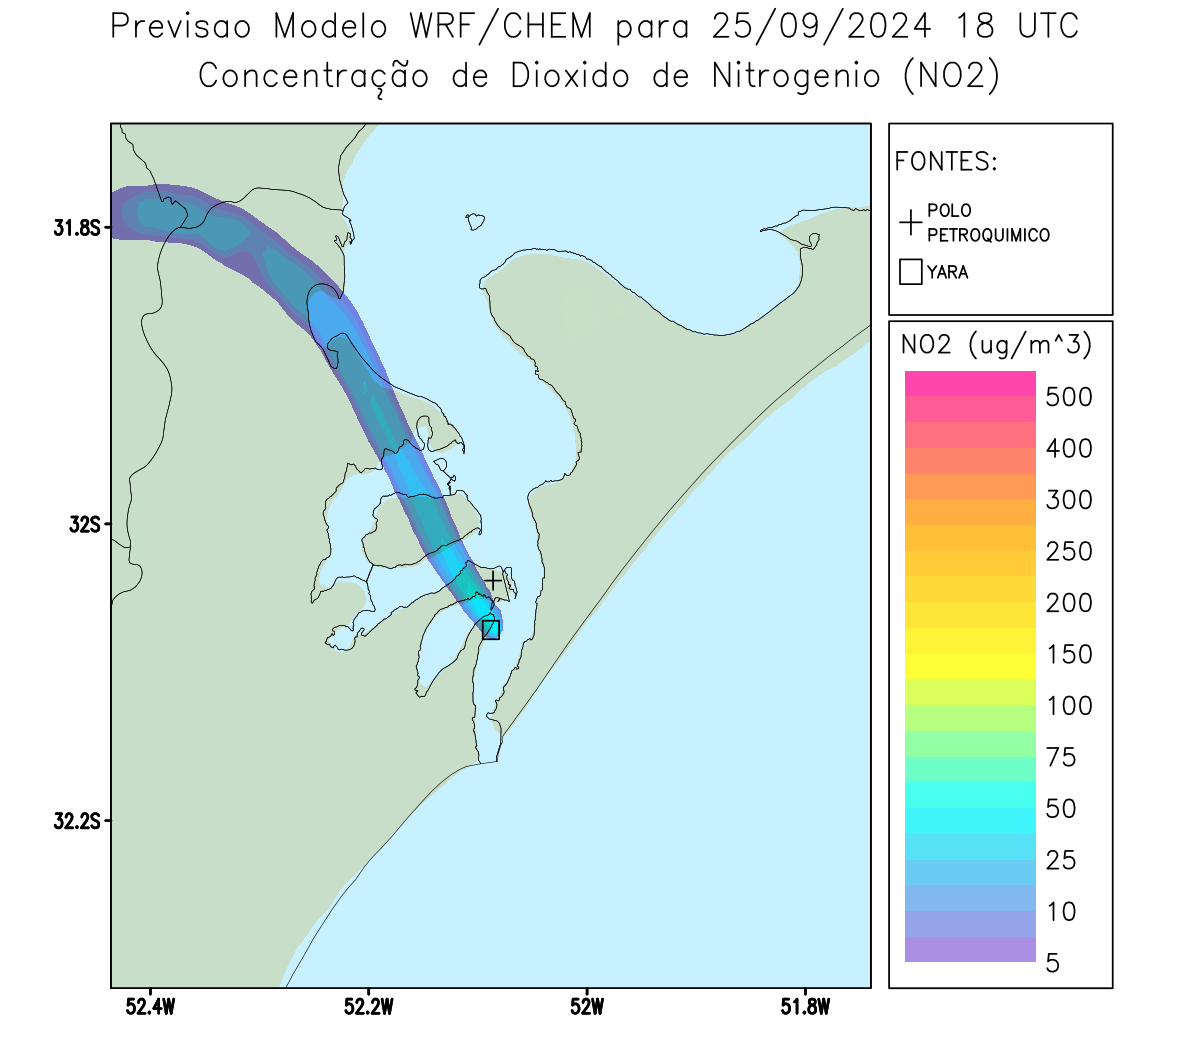 Previsao Modelo WRF/CHEM para 25/09/2024 18 UTC
Concentração de Dioxido de Nitrogenio (NO2)
FONTES:
POLO
PETROQUIMICO
YARA
NO2 (ug/m^3)
500
400
300
250
200
150
100
75
50
25
10
5
31.8S
32S
32.2S
52.4W
52.2W
52W
51.8W